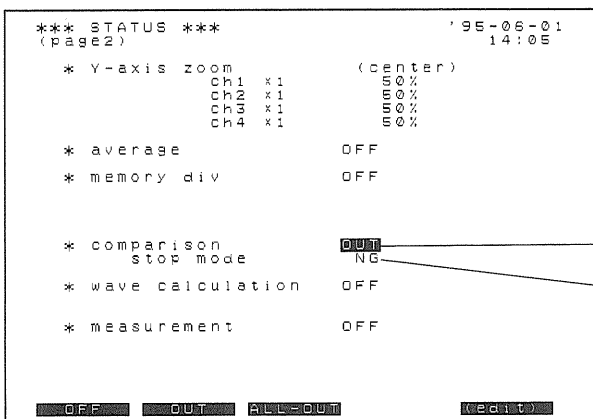 *** STATUS *** '95-06-01
(page2) 14:05
* Y-axis zoom (center)
ch1 ×1 50%
ch2 ×1 50%
ch3 ×1 50%
ch4 ×1 50%
* average OFF
* memory div OFF
* comparison OUT
stop mode NG
* wave calculation OFF
* measurement OFF
OFF OUT ALL-OUT (edit)